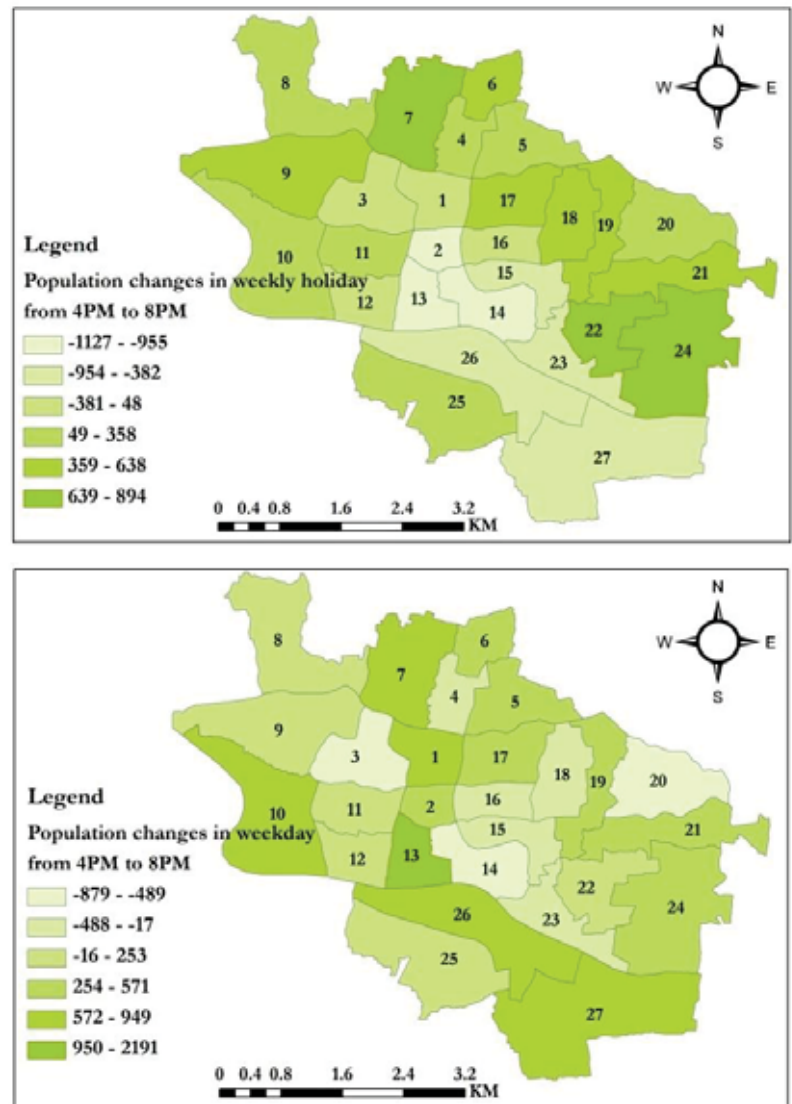 N
W E
S
8
7
6
4
5
9
3
1
17
18
19
20
2
16
10
11
15
21
12
13
14
22
24
26
23
25
27
Legend
Population changes in weekly holiday
from 4PM to 8PM
-1127 - -955
-954 - -382
-381 - 48
49 - 358
359 - 638
639 - 894
0 0.4 0.8 1.6 2.4 3.2
KM
N
W E
S
8
7
6
4
5
9
3
1
17
18
19
20
10
11
2
16
15
21
12
13
14
22
24
26
23
25
27
Legend
Population changes in weekday
from 4PM to 8PM
-879 - -489
-488 - -17
-16 - 253
254 - 571
572 - 949
950 - 2191
0 0.4 0.8 1.6 2.4 3.2
KM